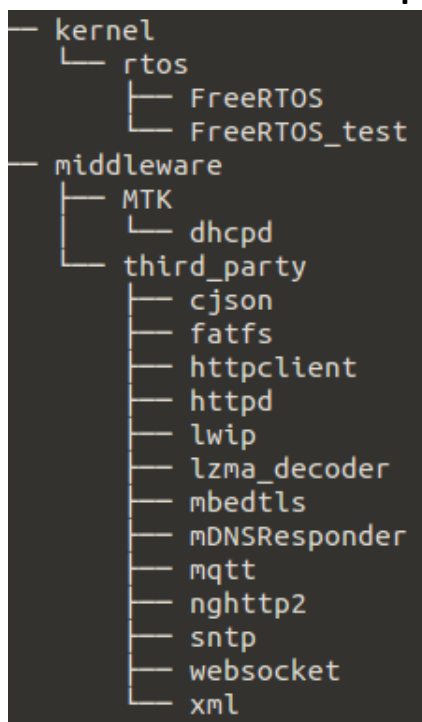 ── kernel
   └── rtos
       ├── FreeRTOS
       └── FreeRTOS_test
── middleware
   ├── MTK
   │   └── dhcpd
   └── third_party
       ├── cjson
       ├── fatfs
       ├── httpclient
       ├── httpd
       ├── lwip
       ├── lzma_decoder
       ├── mbedtls
       ├── mDNSResponder
       ├── mqtt
       ├── nghttp2
       ├── sntp
       ├── websocket
       └── xml